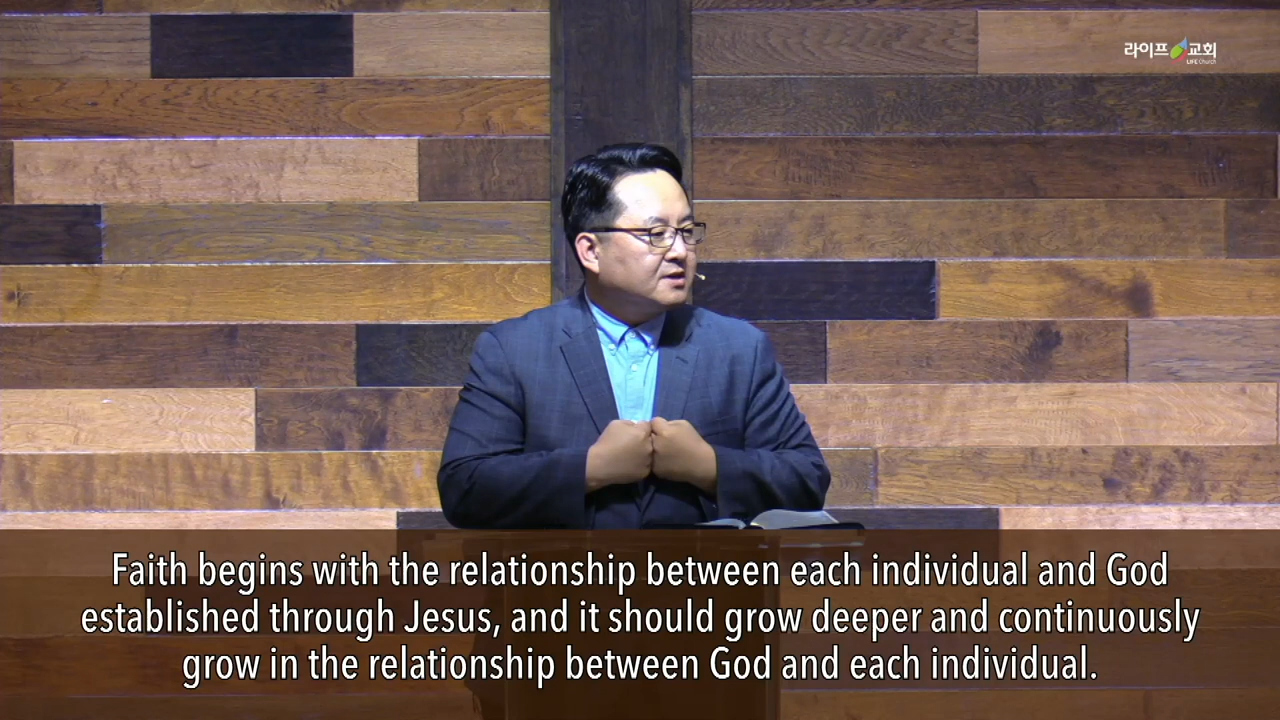 라이프 교회
LIFE Church
Faith begins with the relationship between each individual and God
established through Jesus, and it should grow deeper and continuously
grow in the relationship between God and each individual.